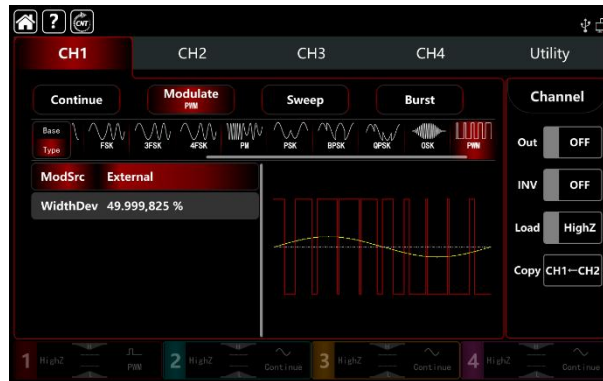 ? CNT
CH1 CH2 CH3 CH4 Utility
Continue Modulate PWM Sweep Burst Channel
Base Type FSK 3FSK 4FSK PM PSK BPSK QPSK OSK PWM
Out OFF
ModSrc External
INV OFF
WidthDev 49.999,825 %
Load HighZ
Copy CH1←CH2
1 HighZ PWM 2 HighZ Continue 3 HighZ Continue 4 HighZ Continue